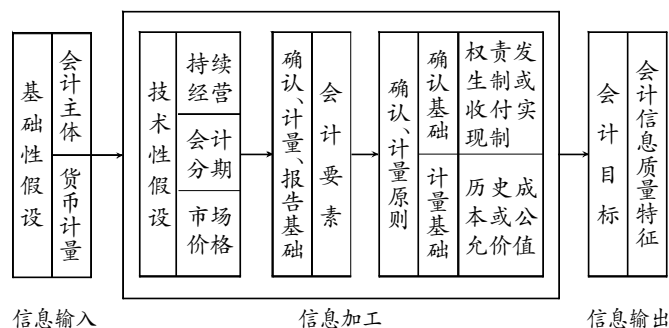 基础性假设
会计主体
货币计量
技术性假设
持续
经营
会计
分期
市场
价格
确认、计量、报告基础
会计要素
确认、计量原则
确认基础
权责发
生制或
收付实
现制
计量基础
历史成
本或公
允价值
会计目标
会计信息质量特征
信息输入
信息加工
信息输出